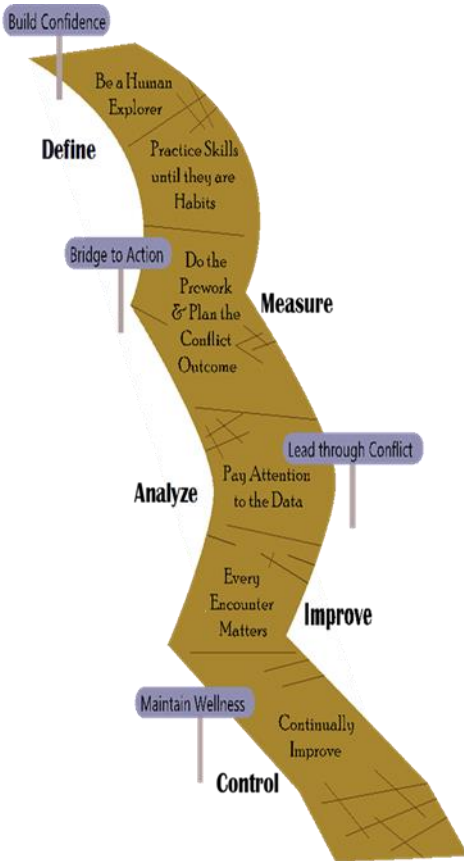 Build Confidence
Be a Human
Explorer
Define
Practice Skills
until they are
Habits
Bridge to Action
Do the
Prework
& Plan the
Conflict
Outcome
Measure
Lead through Conflict
Pay Attention
to the Data
Analyze
Every
Encounter
Matters
Improve
Maintain Wellness
Continually
Improve
Control